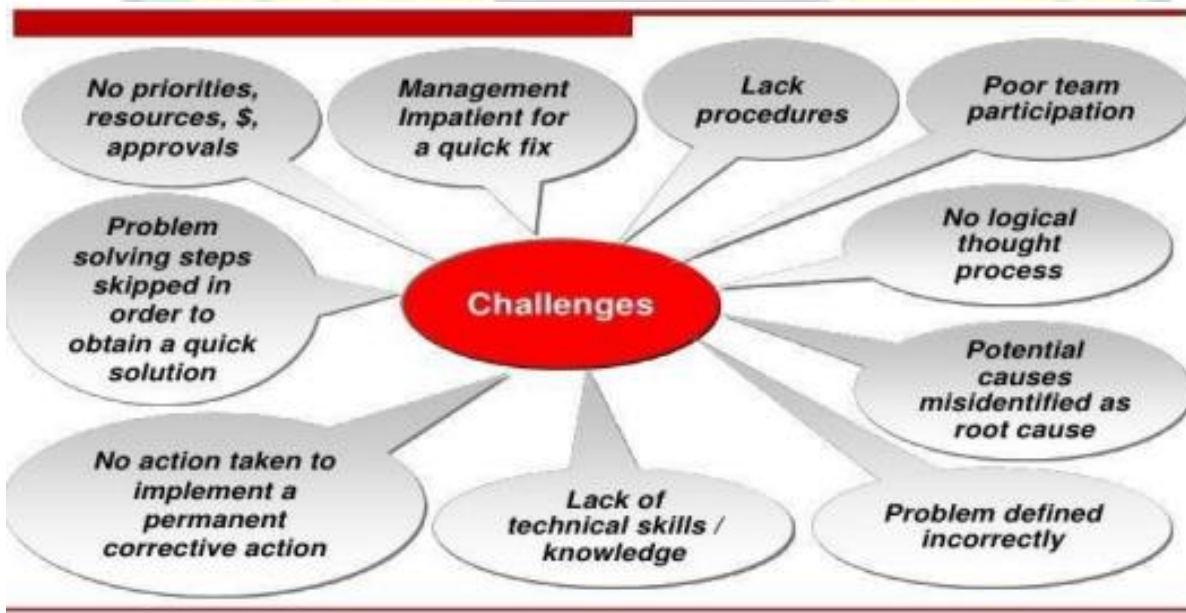 No priorities,
resources, $,
approvals
Management
Impatient for
a quick fix
Lack
procedures
Poor team
participation
Problem
solving steps
skipped in
order to
obtain a quick
solution
Challenges
No logical
thought
process
Potential
causes
misidentified as
root cause
No action taken to
implement a
permanent
corrective action
Lack of
technical skills /
knowledge
Problem defined
incorrectly